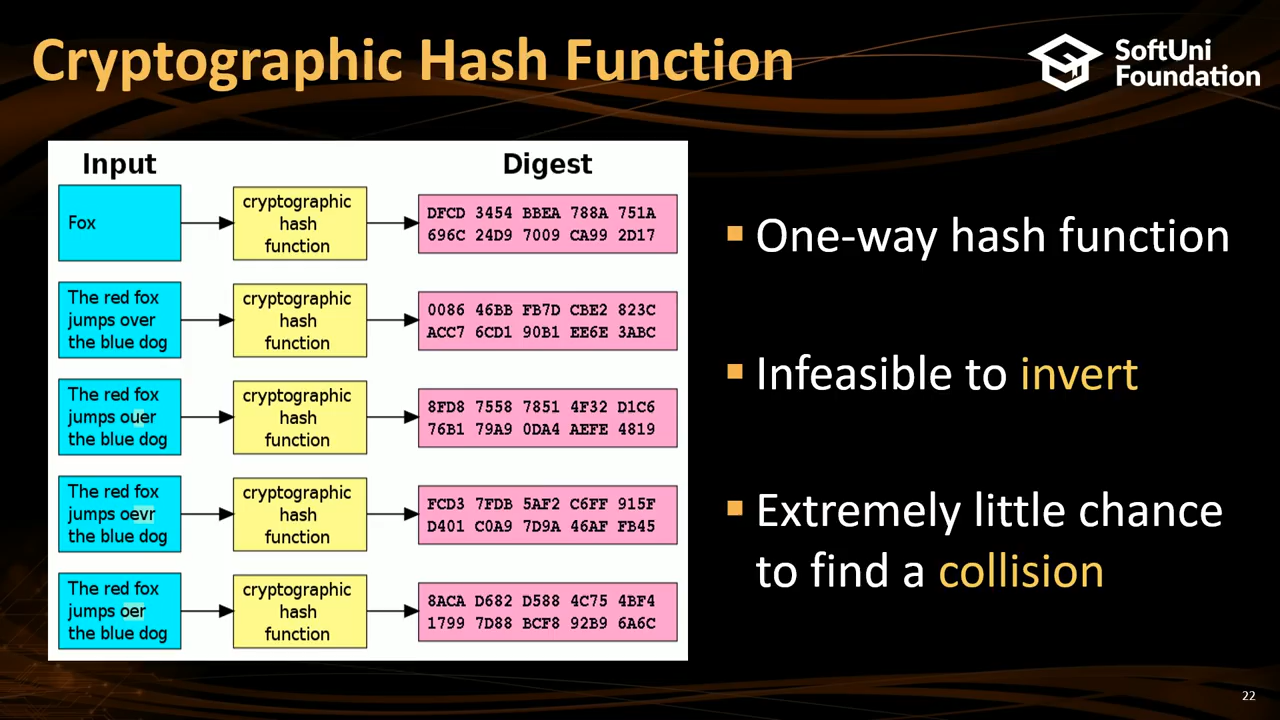 Cryptographic Hash Function
SoftUni
Foundation
Input
Digest
Fox
cryptographic
hash
function
DFCD 3454 BBEA 788A 751A
696C 24D9 7009 CA99 2D17
The red fox
jumps over
the blue dog
cryptographic
hash
function
0086 46BB FB7D CBE2 823C
ACC7 6CD1 90B1 EE6E 3ABC
The red fox
jumps ouer
the blue dog
cryptographic
hash
function
8FD8 7558 7851 4F32 D1C6
76B1 79A9 0DA4 AEFE 4819
The red fox
jumps oevr
the blue dog
cryptographic
hash
function
FCD3 7FDB 5AF2 C6FF 915F
D401 C0A9 7D9A 46AF FB45
The red fox
jumps oer
the blue dog
cryptographic
hash
function
8ACA D682 D588 4C75 4BF4
1799 7D88 BCF8 92B9 6A6C
One-way hash function
Infeasible to invert
Extremely little chance
to find a collision
22